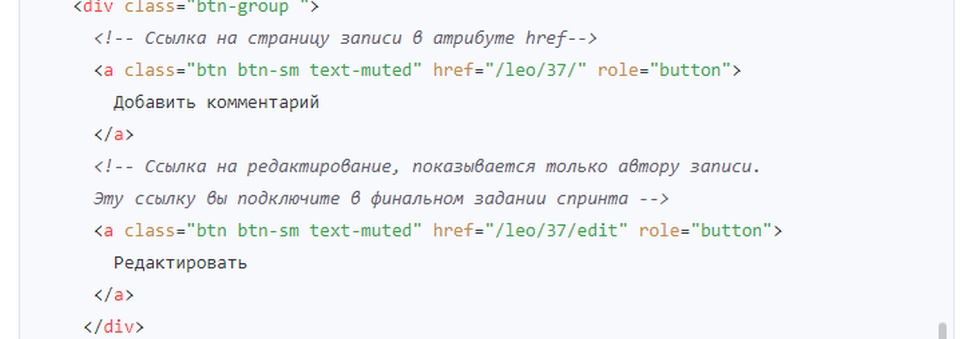 <div class="btn-group ">
<!-- Ссылка на страницу записи в атрибуте href-->
<a class="btn btn-sm text-muted" href="/leo/37/" role="button">
Добавить комментарий
</a>
<!-- Ссылка на редактирование, показывается только автору записи.
Эту ссылку вы подключите в финальном задании спринта -->
<a class="btn btn-sm text-muted" href="/leo/37/edit" role="button">
Редактировать
</a>
</div>